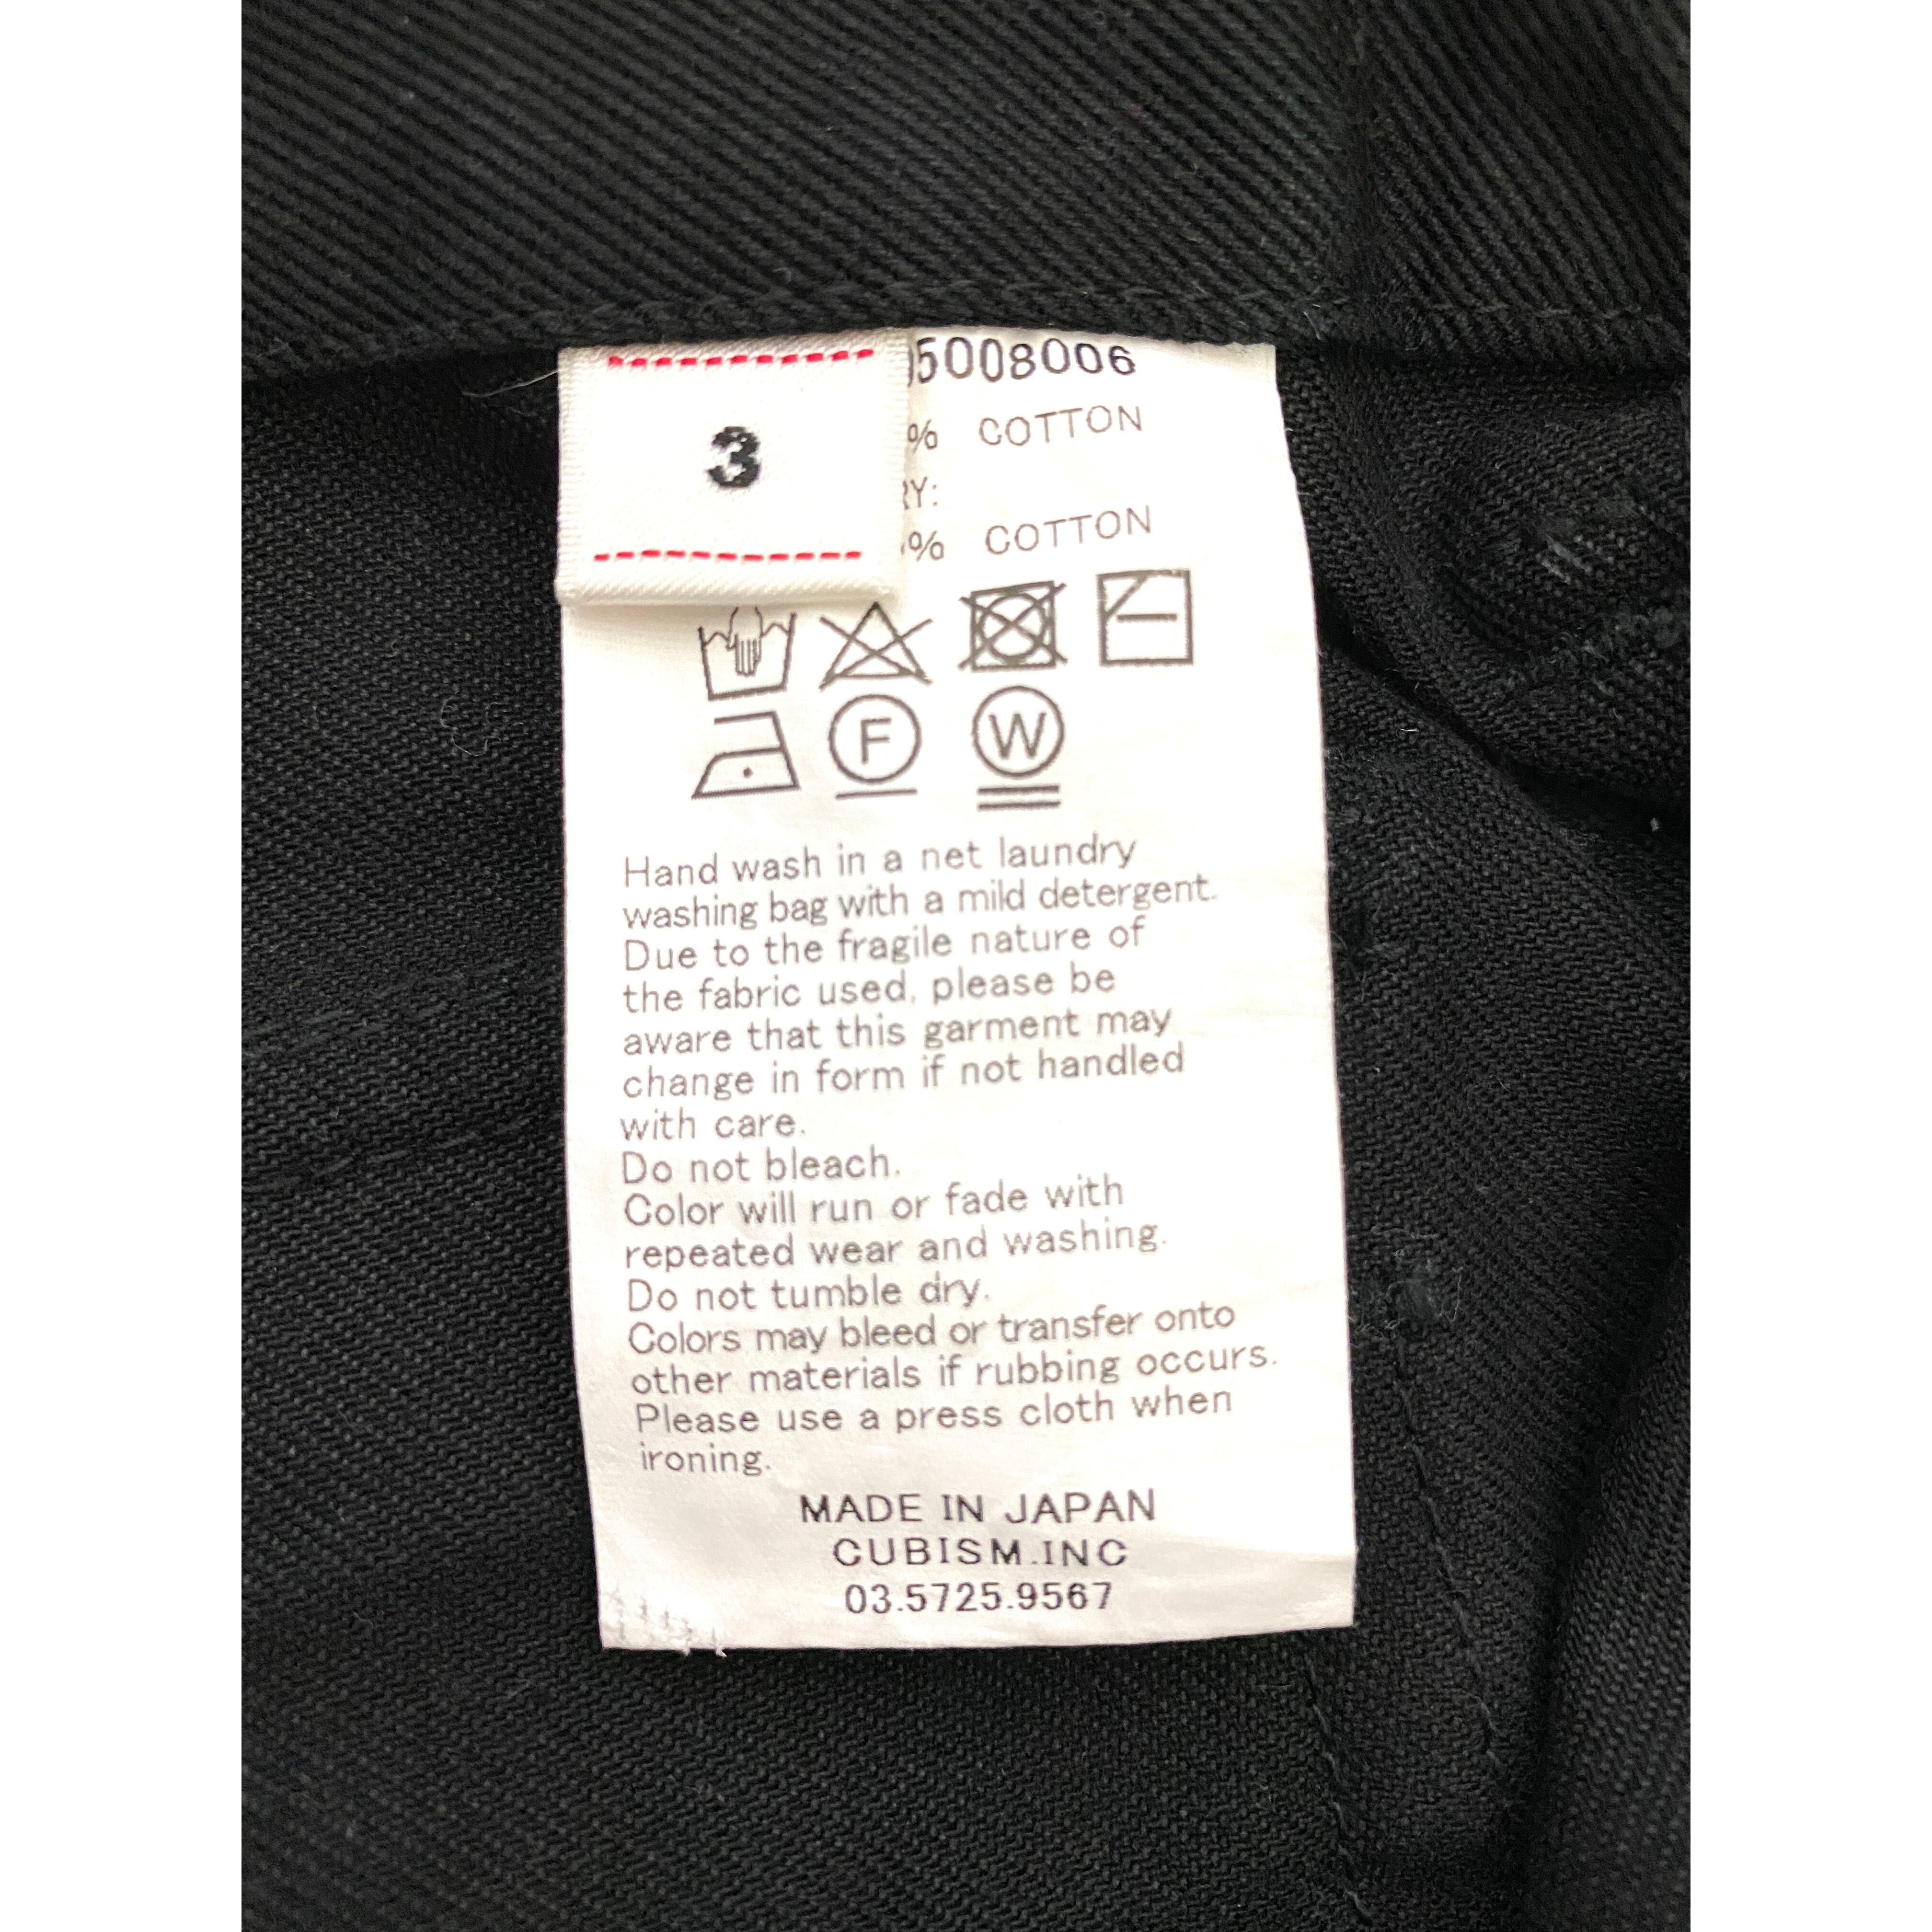 3
5008006
% COTTON
RY:
% COTTON
F
W
Hand wash in a net laundry
washing bag with a mild detergent.
Due to the fragile nature of
the fabric used, please be
aware that this garment may
change in form if not handled
with care.
Do not bleach.
Color will run or fade with
repeated wear and washing.
Do not tumble dry.
Colors may bleed or transfer onto
other materials if rubbing occurs.
Please use a press cloth when
ironing.
MADE IN JAPAN
CUBISM.INC
03.5725.9567